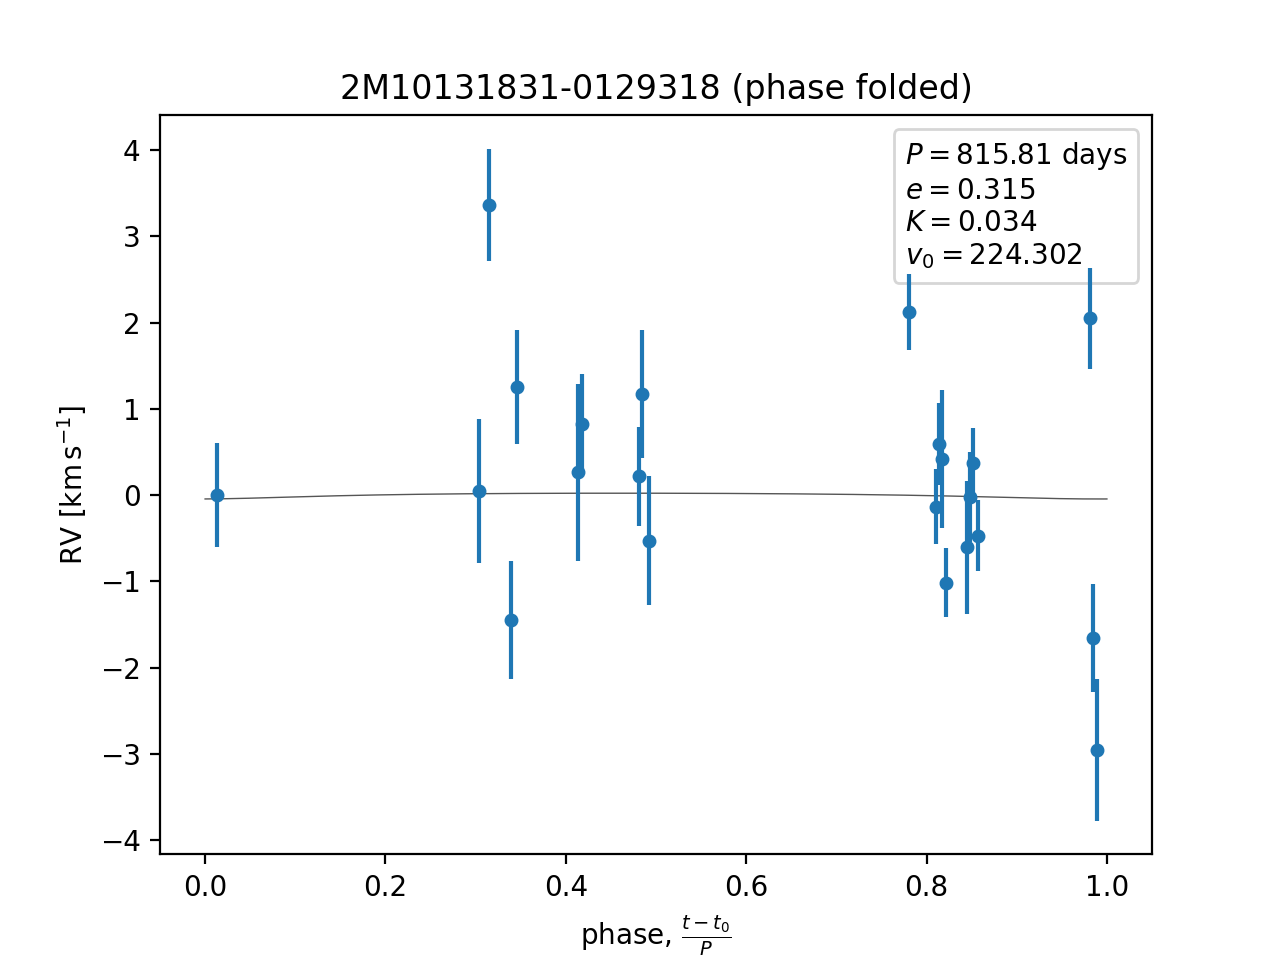 2M10131831-0129318 (phase folded)
P = 815.81 days
e = 0.315
K = 0.034
v₀ = 224.302
4
3
2
1
0
−1
−2
−3
−4
RV [km s⁻¹]
0.0 0.2 0.4 0.6 0.8 1.0
phase, (t − t₀)/P